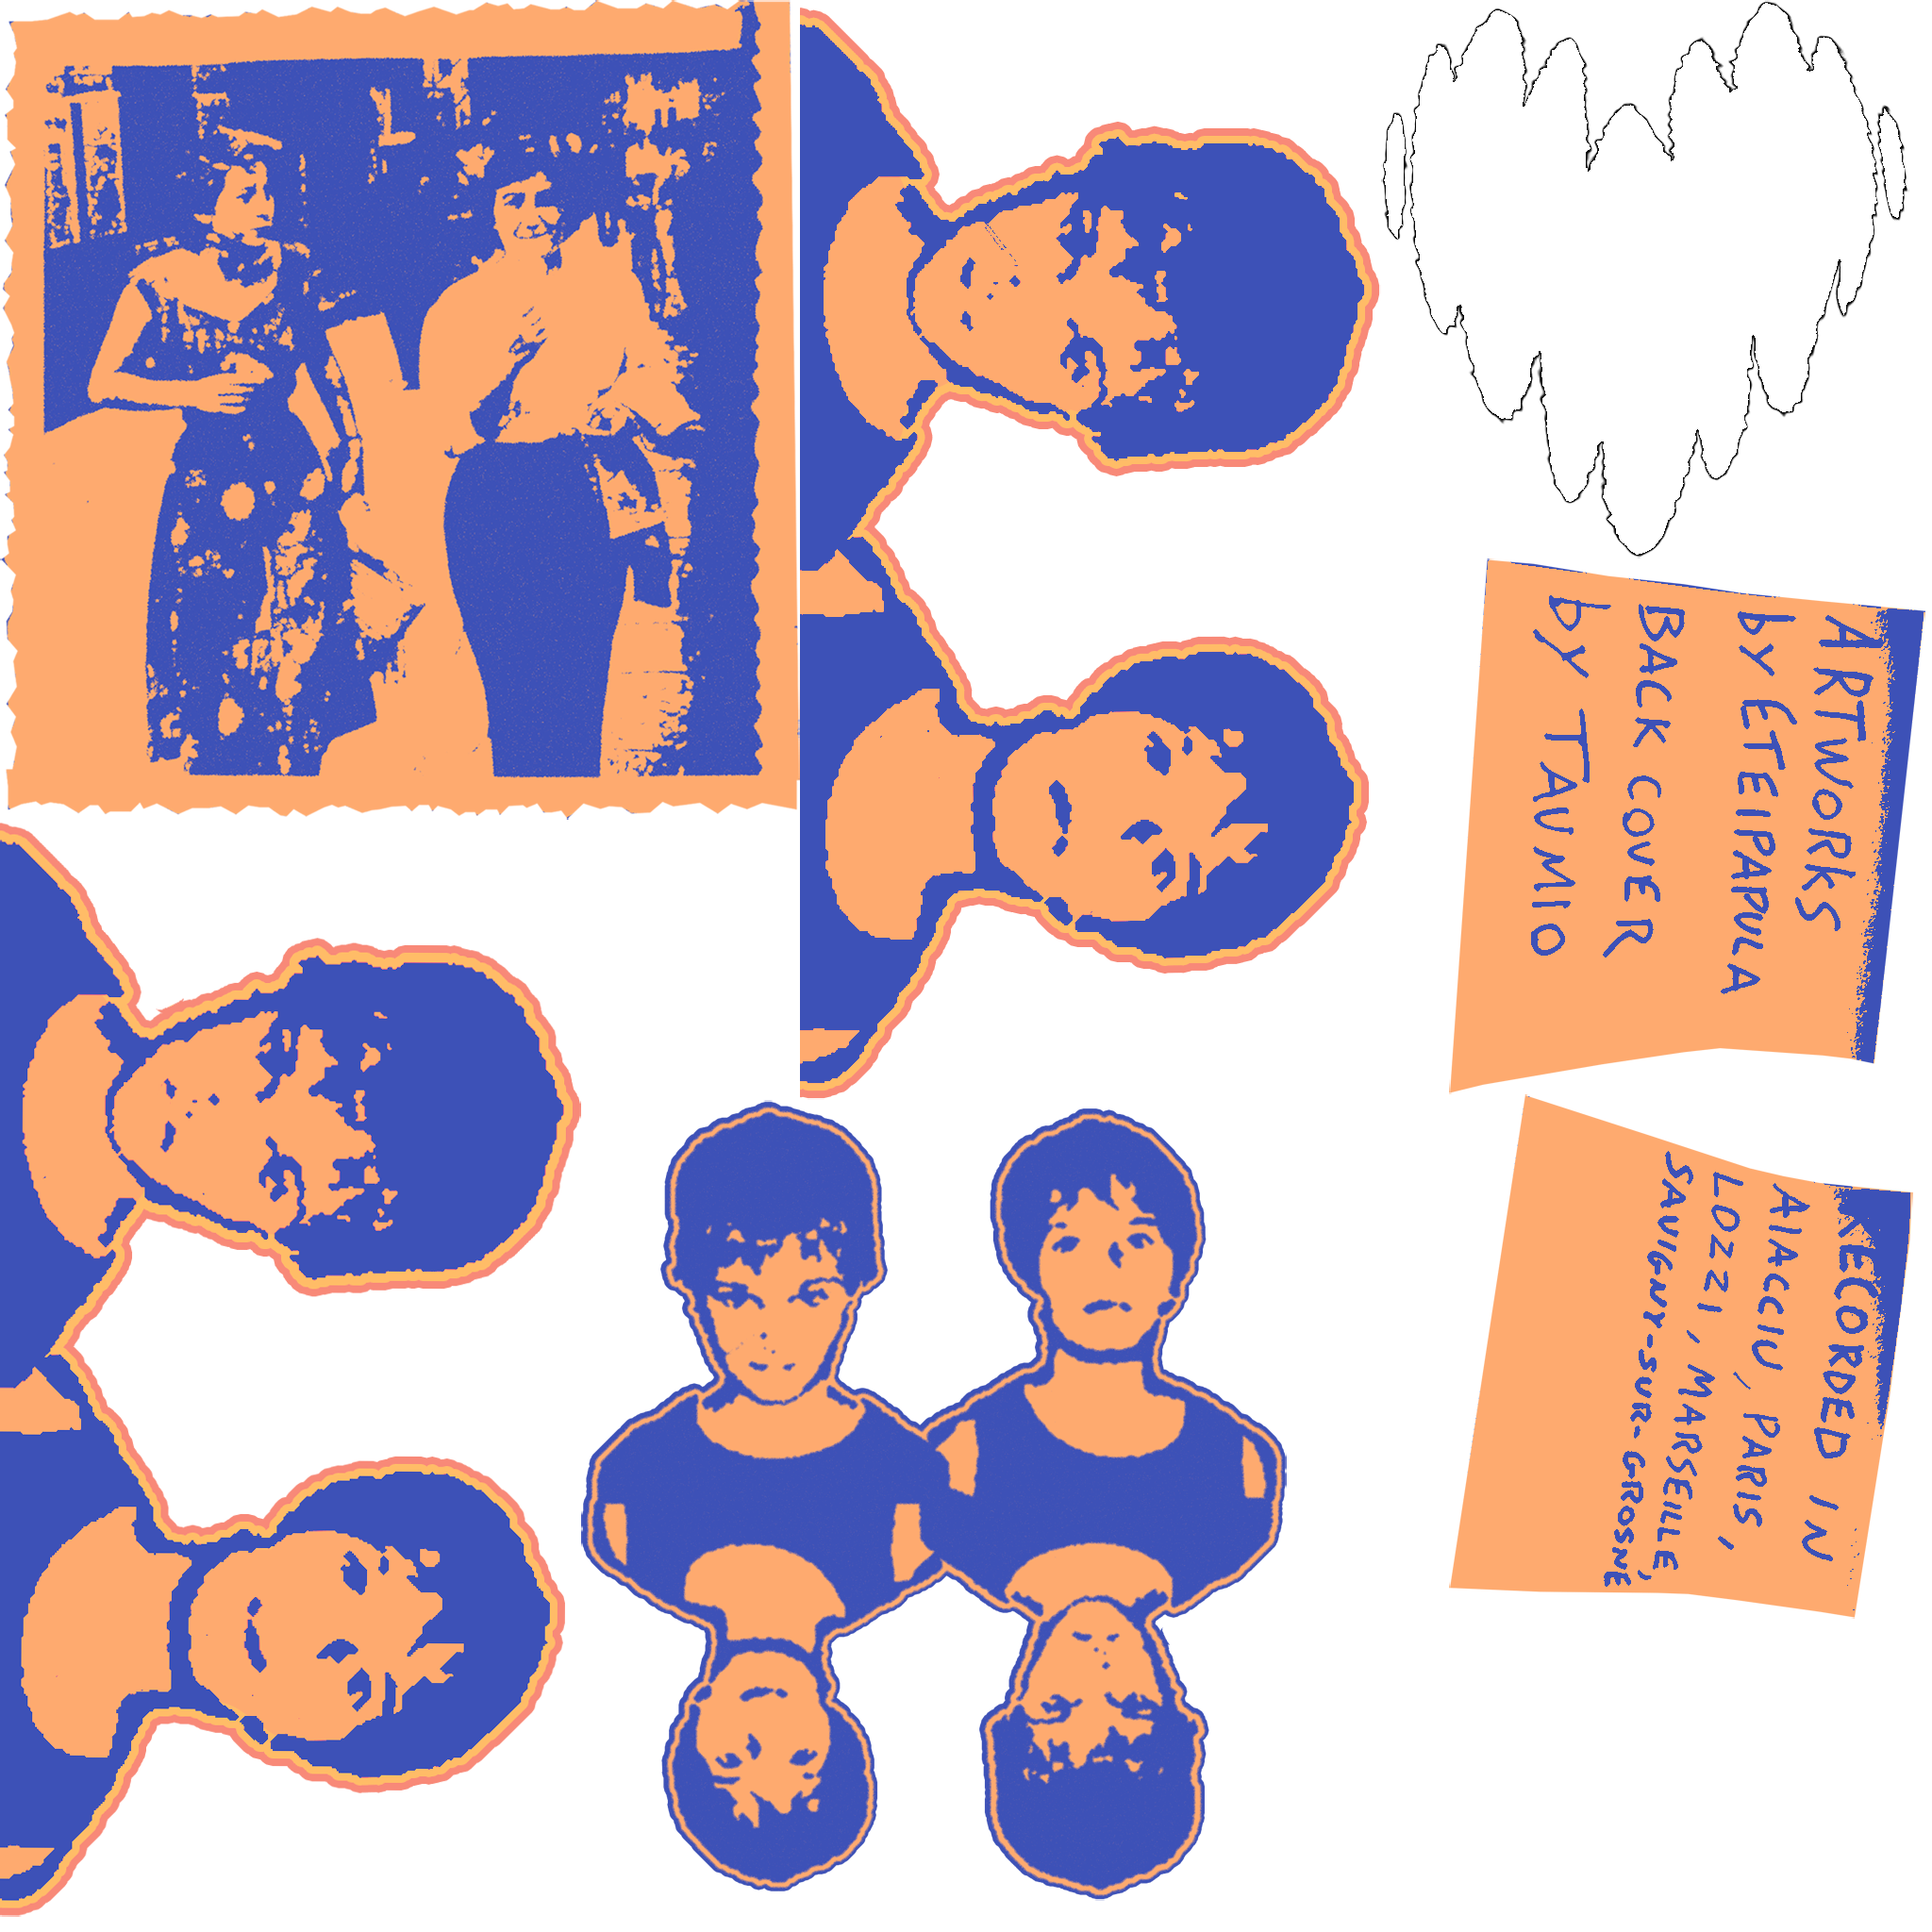 ARTWORKS
by ETEIPAPULA
BACK COVER
by TAUMIO
RECORDED IN
AIACCIU, PARIS,
LOZZI, MARSEILLE,
SAVIGNY-SUR-GROSNE